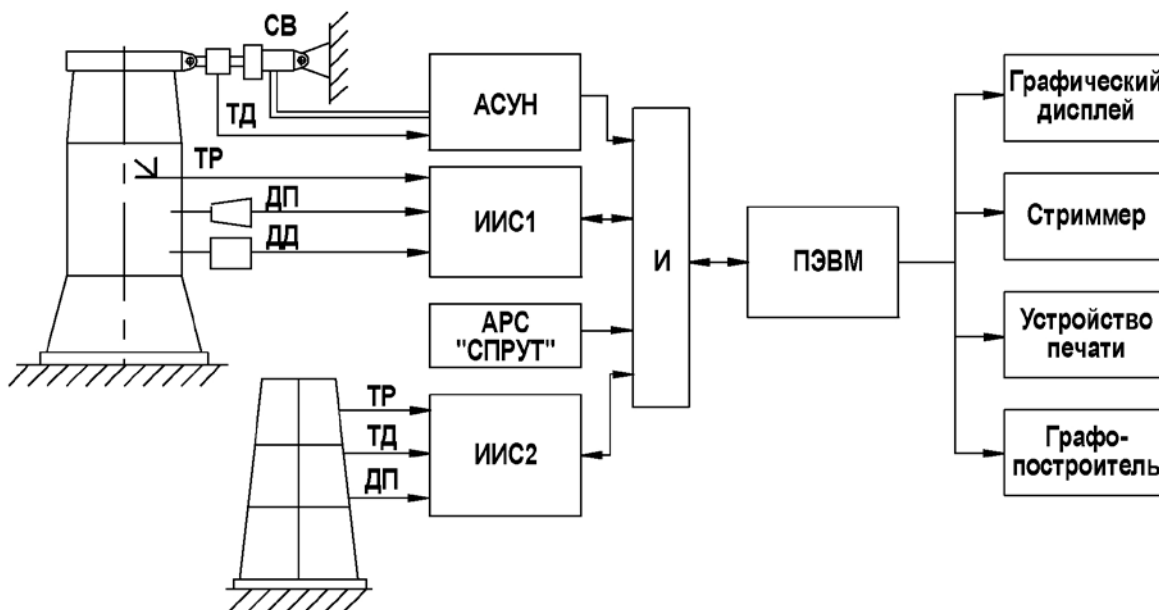 СВ
ТД
ТР
ДП
ДД
АСУН
ИИС1
АРС
"СПРУТ"
ТР
ТД
ДП
ИИС2
И
ПЭВМ
Графический
дисплей
Стриммер
Устройство
печати
Графо-
построитель